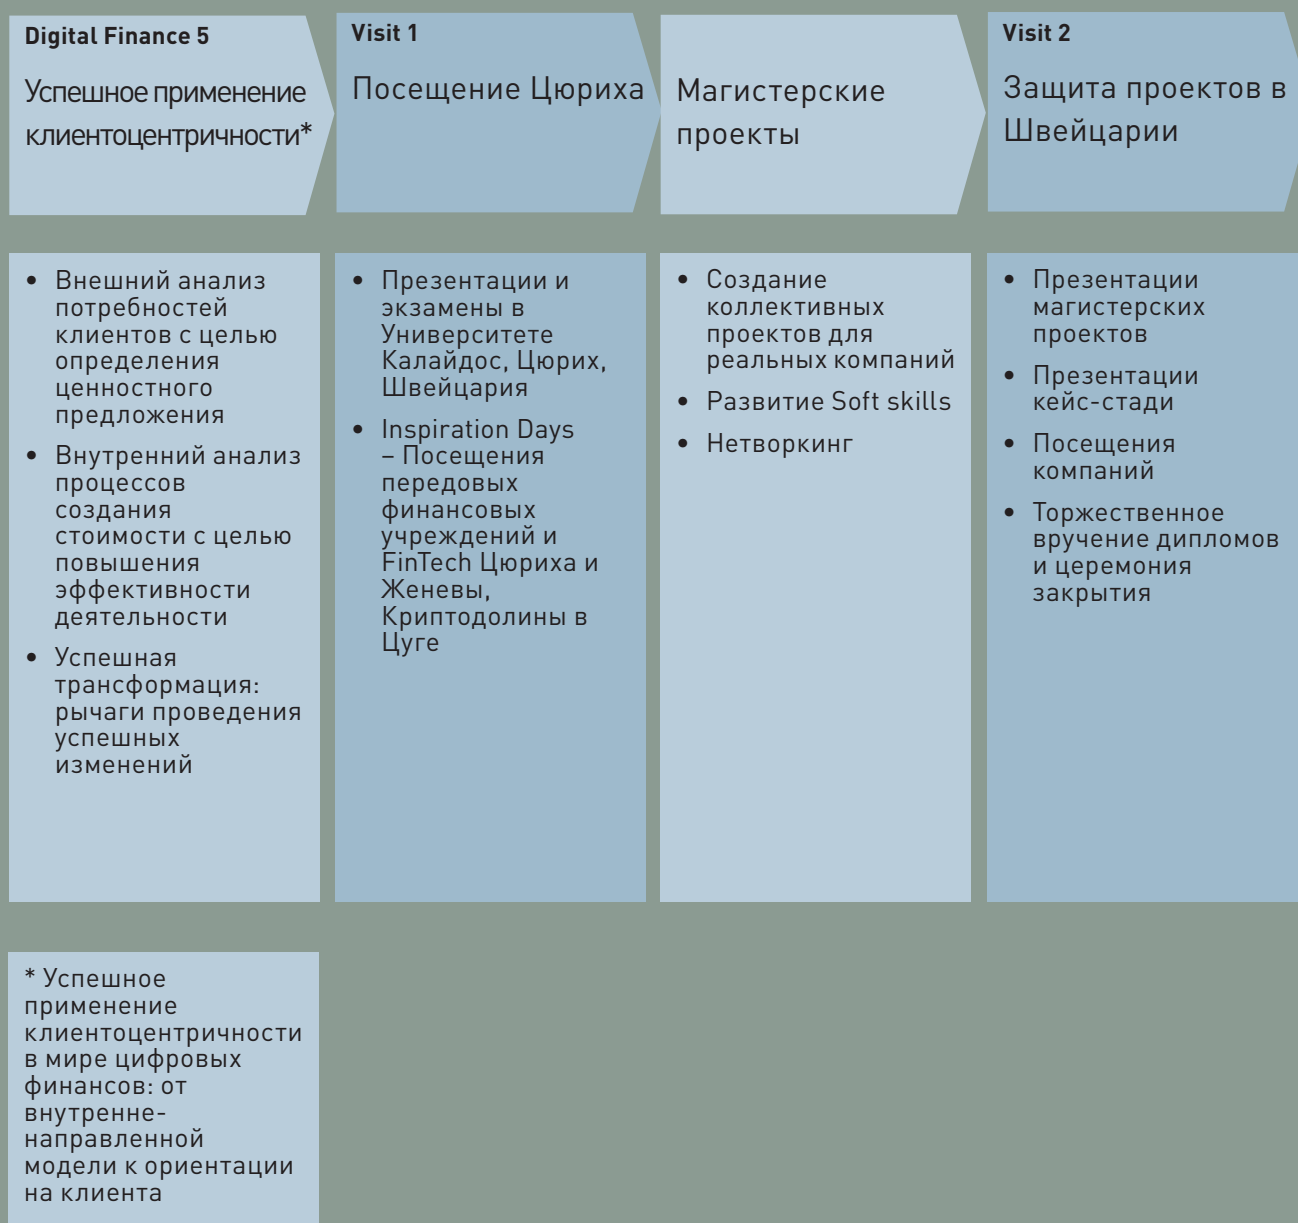 Digital Finance 5
Успешное применение
клиентоцентричности*
Visit 1
Посещение Цюриха
Магистерские
проекты
Visit 2
Защита проектов в
Швейцарии
• Внешний анализ
потребностей
клиентов с целью
определения
ценностного
предложения
• Внутренний анализ
процессов
создания
стоимости с целью
повышения
эффективности
деятельности
• Успешная
трансформация:
рычаги проведения
успешных
изменений
• Презентации и
экзамены в
Университете
Калайдос, Цюрих,
Швейцария
• Inspiration Days
– Посещения
передовых
финансовых
учреждений и
FinTech Цюриха и
Женевы,
Криптодолины в
Цуге
• Создание
коллективных
проектов для
реальных компаний
• Развитие Soft skills
• Нетворкинг
• Презентации
магистерских
проектов
• Презентации
кейс-стади
• Посещения
компаний
• Торжественное
вручение дипломов
и церемония
закрытия
* Успешное
применение
клиентоцентричности
в мире цифровых
финансов: от
внутренне-
направленной
модели к ориентации
на клиента